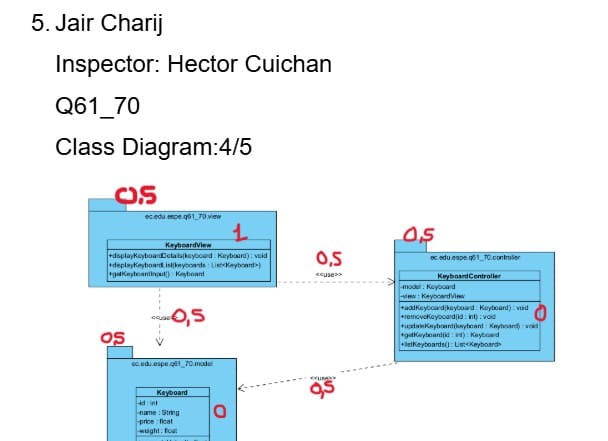 5. Jair Charij
Inspector: Hector Cuichan
Q61_70
Class Diagram:4/5
0,5
ec.edu.espe.q61_70.view
1
KeyboardView
+displayKeyboardDetails(keyboard : Keyboard) : void
+displayKeyboardList(keyboards : List<Keyboard>)
+getKeyboardInput() : Keyboard
0,5
<<use>>
0,5
ec.edu.espe.q61_70.controller
KeyboardController
-model : Keyboard
-view : KeyboardView
+addKeyboard(keyboard : Keyboard) : void
+removeKeyboard(id : int) : void
+updateKeyboard(keyboard : Keyboard) : void
+getKeyboard(id : int) : Keyboard
+listKeyboards() : List<Keyboard>
0
<<use
0,5
05
ec.edu.espe.q61_70.model
Keyboard
-id : int
-name : String
-price : float
-weight : float
0
<<use>>
0,5